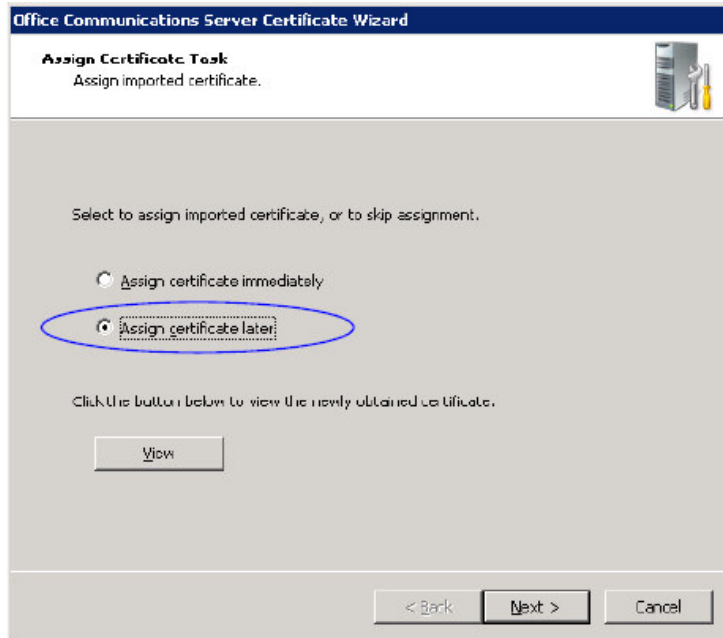 Office Communications Server Certificate Wizard
Assign Certificate Task
Assign imported certificate.
Select to assign imported certificate, or to skip assignment.
Assign certificate immediately
Assign certificate later
Click the button below to view the newly obtained certificate.
View
< Back Next > Cancel